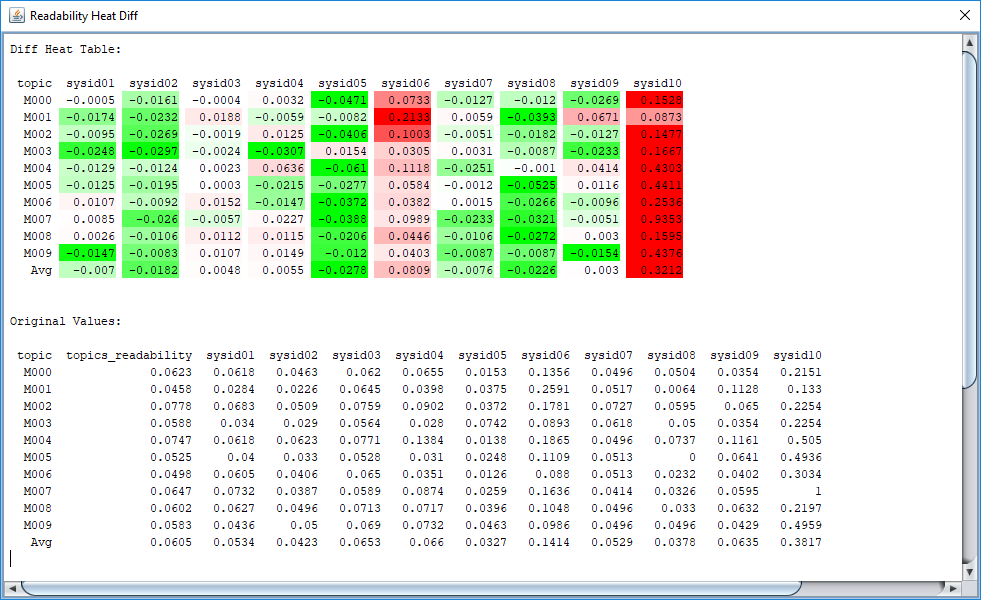 Readability Heat Diff
Diff Heat Table:
topic sysid01 sysid02 sysid03 sysid04 sysid05 sysid06 sysid07 sysid08 sysid09 sysid10
M000 -0.0005 -0.0161 -0.0004 0.0032 -0.0471 0.0733 -0.0127 -0.012 -0.0269 0.1528
M001 -0.0174 -0.0232 0.0188 -0.0059 -0.0082 0.2133 0.0059 -0.0393 0.0671 0.0873
M002 -0.0095 -0.0269 -0.0019 0.0125 -0.0406 0.1003 -0.0051 -0.0182 -0.0127 0.1477
M003 -0.0248 -0.0297 -0.0024 -0.0307 0.0154 0.0305 0.0031 -0.0087 -0.0233 0.1667
M004 -0.0129 -0.0124 0.0023 0.0636 -0.061 0.1118 -0.0251 -0.001 0.0414 0.4303
M005 -0.0125 -0.0195 0.0003 -0.0215 -0.0277 0.0584 -0.0012 -0.0525 0.0116 0.4411
M006 0.0107 -0.0092 0.0152 -0.0147 -0.0372 0.0382 0.0015 -0.0266 -0.0096 0.2536
M007 0.0085 -0.026 -0.0057 0.0227 -0.0388 0.0989 -0.0233 -0.0321 -0.0051 0.9353
M008 0.0026 -0.0106 0.0112 0.0115 -0.0206 0.0446 -0.0106 -0.0272 0.003 0.1595
M009 -0.0147 -0.0083 0.0107 0.0149 -0.012 0.0403 -0.0087 -0.0087 -0.0154 0.4376
Avg -0.007 -0.0182 0.0048 0.0055 -0.0278 0.0809 -0.0076 -0.0226 0.003 0.3212
Original Values:
topic topics_readability sysid01 sysid02 sysid03 sysid04 sysid05 sysid06 sysid07 sysid08 sysid09 sysid10
M000 0.0623 0.0618 0.0463 0.062 0.0655 0.0153 0.1356 0.0496 0.0504 0.0354 0.2151
M001 0.0458 0.0284 0.0226 0.0645 0.0398 0.0375 0.2591 0.0517 0.0064 0.1128 0.133
M002 0.0778 0.0683 0.0509 0.0759 0.0902 0.0372 0.1781 0.0727 0.0595 0.065 0.2254
M003 0.0588 0.034 0.029 0.0564 0.028 0.0742 0.0893 0.0618 0.05 0.0354 0.2254
M004 0.0747 0.0618 0.0623 0.0771 0.1384 0.0138 0.1865 0.0496 0.0737 0.1161 0.505
M005 0.0525 0.04 0.033 0.0528 0.031 0.0248 0.1109 0.0513 0 0.0641 0.4936
M006 0.0498 0.0605 0.0406 0.065 0.0351 0.0126 0.088 0.0513 0.0232 0.0402 0.3034
M007 0.0647 0.0732 0.0387 0.0589 0.0874 0.0259 0.1636 0.0414 0.0326 0.0595 1
M008 0.0602 0.0627 0.0496 0.0713 0.0717 0.0396 0.1048 0.0496 0.033 0.0632 0.2197
M009 0.0583 0.0436 0.05 0.069 0.0732 0.0463 0.0986 0.0496 0.0496 0.0429 0.4959
Avg 0.0605 0.0534 0.0423 0.0653 0.066 0.0327 0.1414 0.0529 0.0378 0.0635 0.3817